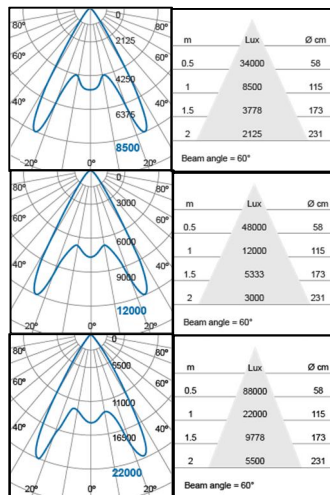 80° 80°
0
2125
60° 60°
4250
6375
40° 40°
8500
20° 0° 20°
m Lux Ø cm
0.5 34000 58
1 8500 115
1.5 3778 173
2 2125 231
Beam angle = 60°
80° 80°
0
3000
60° 60°
6000
9000
40° 40°
12000
20° 0° 20°
m Lux Ø cm
0.5 48000 58
1 12000 115
1.5 5333 173
2 3000 231
Beam angle = 60°
80° 80°
0
5500
60° 60°
11000
16500
40° 40°
22000
20° 0° 20°
m Lux Ø cm
0.5 88000 58
1 22000 115
1.5 9778 173
2 5500 231
Beam angle = 60°